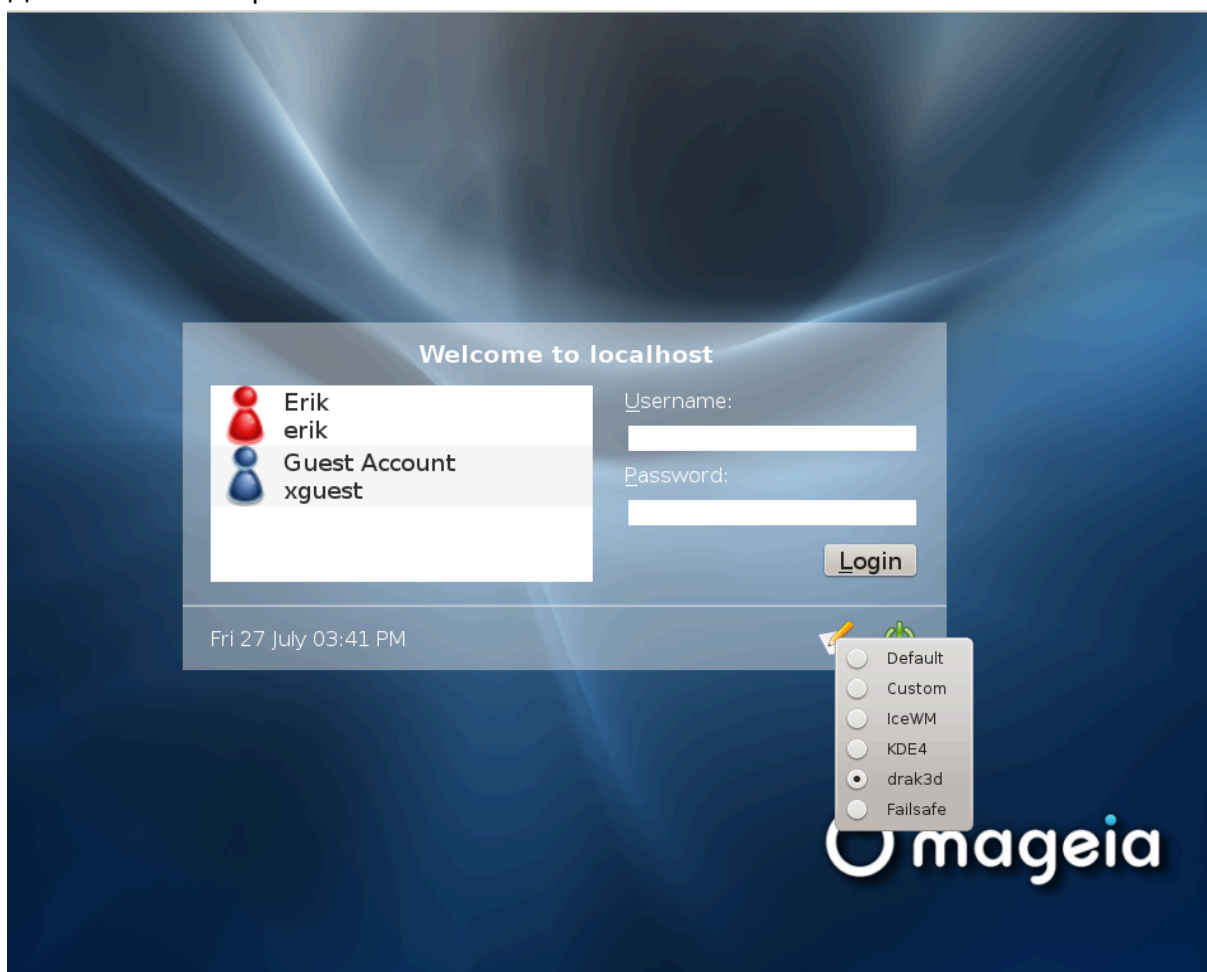 Welcome to localhost
Erik
erik
Guest Account
xguest
Username:
Password:
Login
Fri 27 July 03:41 PM
Default
Custom
IceWM
KDE4
drak3d
Failsafe
mageia